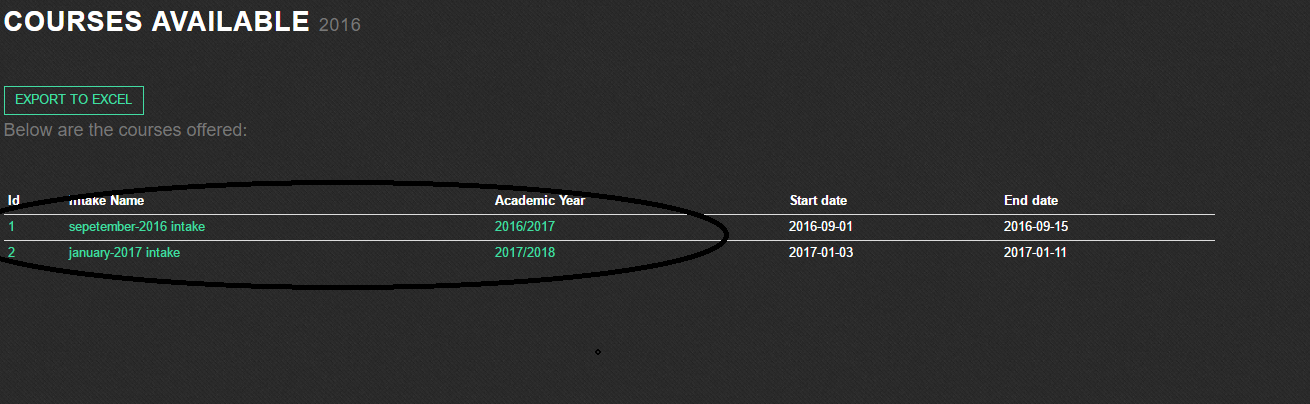 COURSES AVAILABLE 2016
EXPORT TO EXCEL
Below are the courses offered:
Id Intake Name Academic Year Start date End date
1 sepetember-2016 intake 2016/2017 2016-09-01 2016-09-15
2 january-2017 intake 2017/2018 2017-01-03 2017-01-11